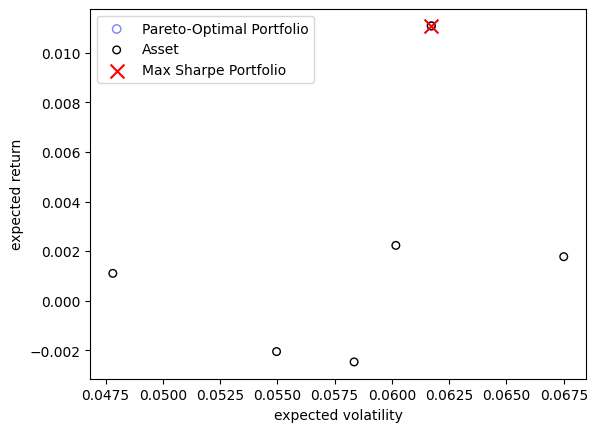 Pareto-Optimal Portfolio
Asset
Max Sharpe Portfolio
0.010
0.008
0.006
0.004
0.002
0.000
−0.002
expected return
0.0475 0.0500 0.0525 0.0550 0.0575 0.0600 0.0625 0.0650 0.0675
expected volatility